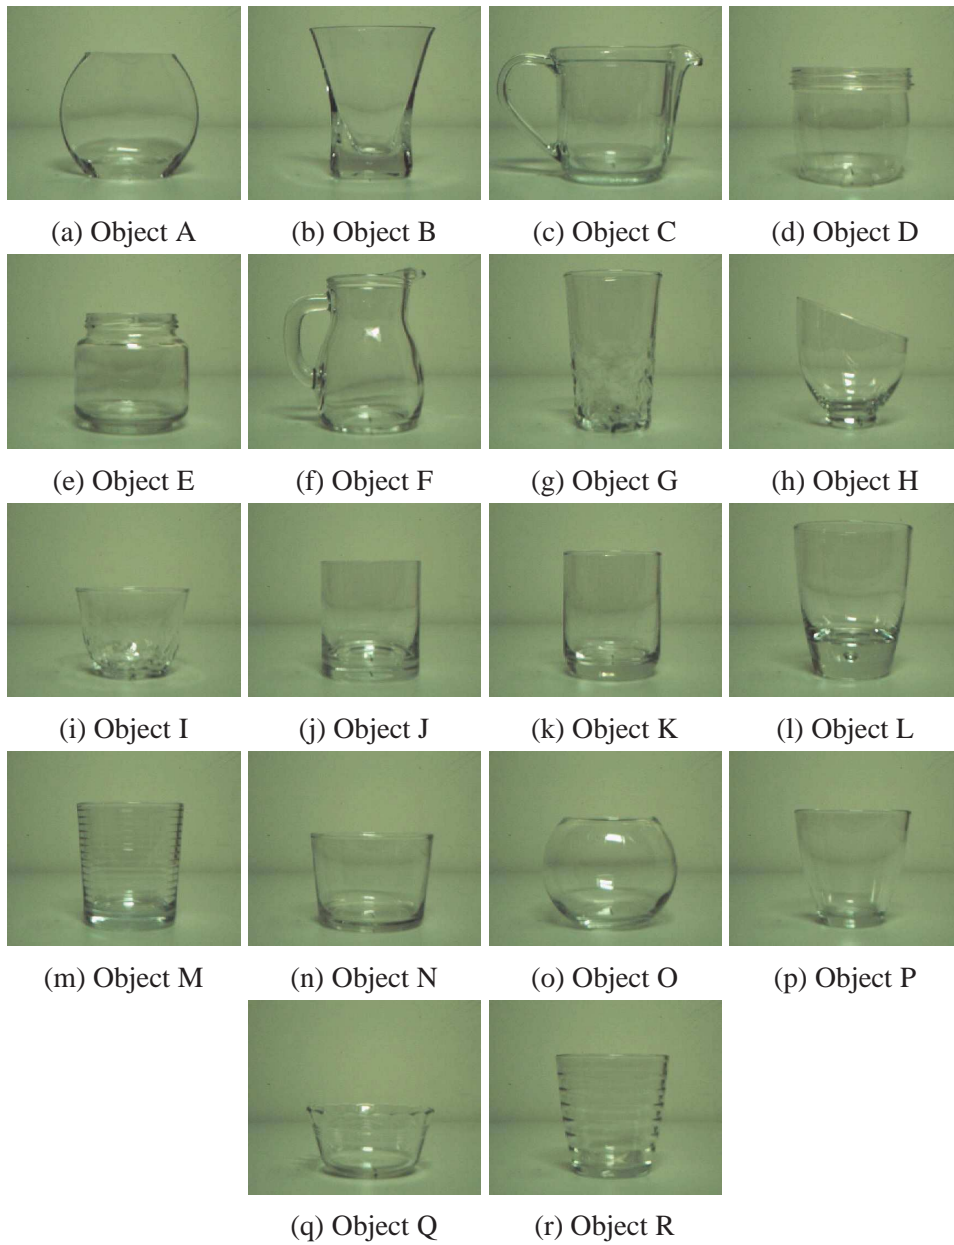 (a) Object A
(b) Object B
(c) Object C
(d) Object D
(e) Object E
(f) Object F
(g) Object G
(h) Object H
(i) Object I
(j) Object J
(k) Object K
(l) Object L
(m) Object M
(n) Object N
(o) Object O
(p) Object P
(q) Object Q
(r) Object R